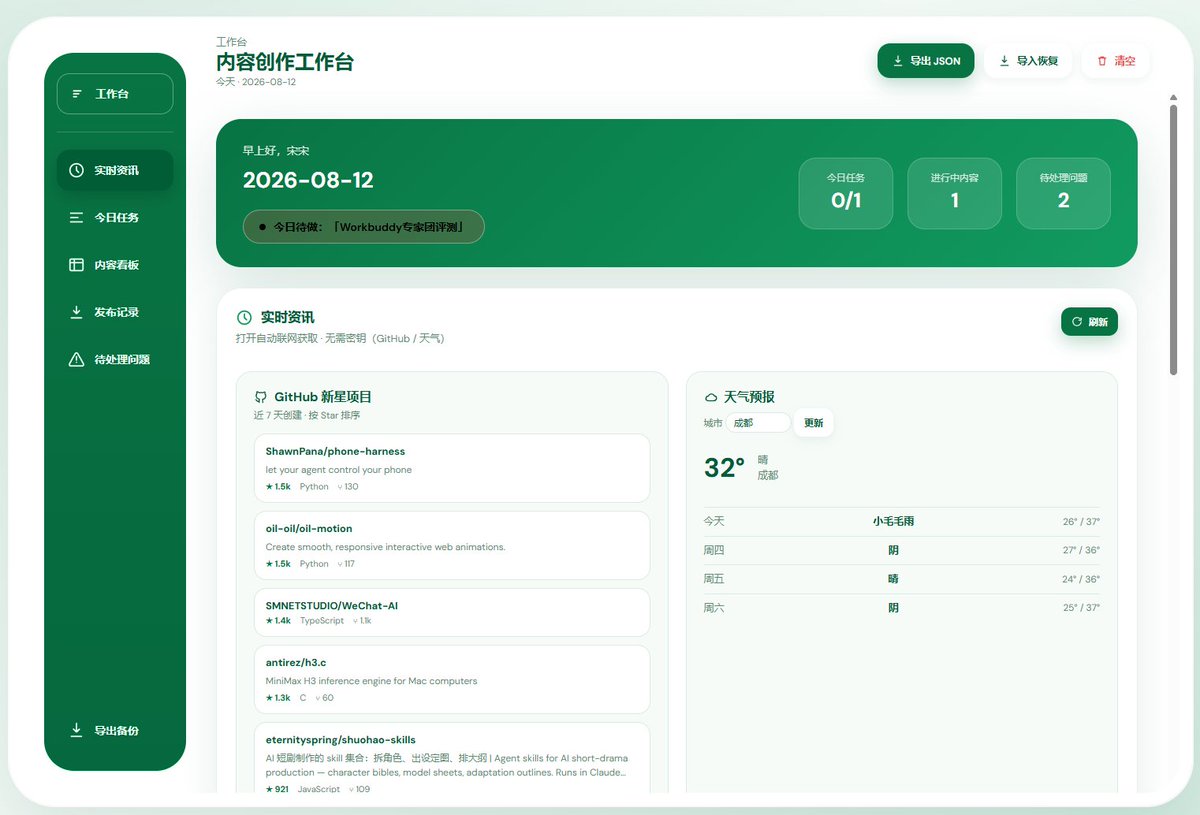 工作台
实时资讯
今日任务
内容看板
发布记录
待处理问题
导出备份
工作台
内容创作工作台
今天 · 2026-08-12
导出 JSON
导入恢复
清空
早上好，宋宋
2026-08-12
今日待做：「Workbuddy专家团评测」
今日任务
0/1
进行中内容
1
待处理问题
2
实时资讯
打开自动联网获取 · 无需密钥（GitHub / 天气）
刷新
GitHub 新星项目
近 7 天创建 · 按 Star 排序
ShawnPana/phone-harness
let your agent control your phone
★ 1.5k Python ⑂ 130
oil-oil/oil-motion
Create smooth, responsive interactive web animations.
★ 1.5k Python ⑂ 117
SMNETSTUDIO/WeChat-AI
★ 1.4k TypeScript ⑂ 1.1k
antirez/h3.c
MiniMax H3 inference engine for Mac computers
★ 1.3k C ⑂ 60
eternityspring/shuohao-skills
AI 短剧制作的 skill 集合：拆角色、出设定图、排大纲 | Agent skills for AI short-drama
production — character bibles, model sheets, adaptation outlines. Runs in Claude...
★ 921 JavaScript ⑂ 109
天气预报
城市 成都 更新
32°
晴
成都
今天 小毛毛雨 26° / 37°
周四 阴 27° / 36°
周五 晴 24° / 36°
周六 阴 25° / 37°